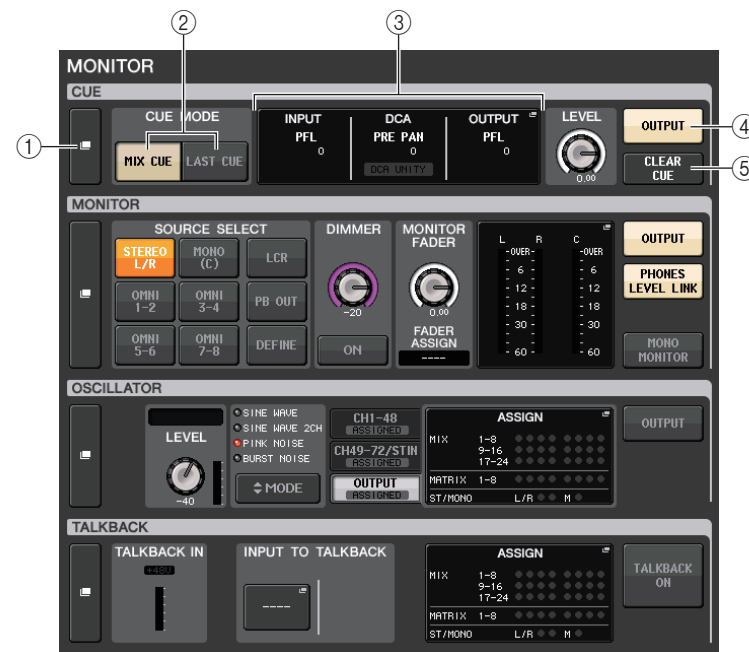 ② ③
MONITOR
CUE
①
CUE MODE
MIX CUE LAST CUE
INPUT DCA OUTPUT
PFL PRE PAN PFL
0 0 0
DCA UNITY
LEVEL
0.00
OUTPUT
④
CLEAR
CUE
⑤
MONITOR
SOURCE SELECT
STEREO
L/R
MONO
(C)
LCR
OMNI
1-2
OMNI
3-4
PB OUT
OMNI
5-6
OMNI
7-8
DEFINE
DIMMER
-20
ON
MONITOR
FADER
0.00
FADER
ASSIGN
----
L R C
-OVER- -OVER
- 6 - - 6
- 12 - - 12
- 18 - - 18
- 30 - - 30
- 60 - - 60
OUTPUT
PHONES
LEVEL LINK
MONO
MONITOR
OSCILLATOR
LEVEL
-40
SINE WAVE
SINE WAVE 2CH
PINK NOISE
BURST NOISE
MODE
CH1-48
ASSIGNED
CH49-72/STIN
ASSIGNED
OUTPUT
ASSIGNED
ASSIGN
MIX 1-8
9-16
17-24
MATRIX 1-8
ST/MONO L/R M
OUTPUT
TALKBACK
TALKBACK IN
+48V
INPUT TO TALKBACK
----
ASSIGN
MIX 1-8
9-16
17-24
MATRIX 1-8
ST/MONO L/R M
TALKBACK
ON